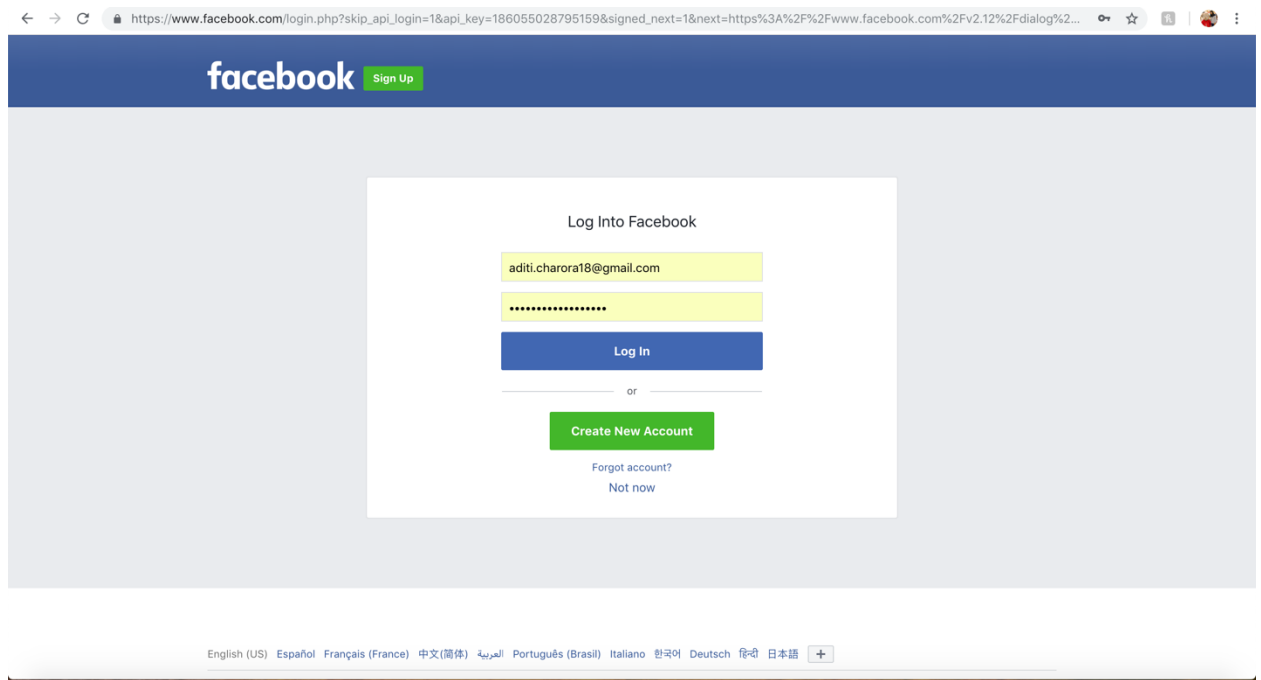 https://www.facebook.com/login.php?skip_api_login=1&api_key=186055028795159&signed_next=1&next=https%3A%2F%2Fwww.facebook.com%2Fv2.12%2Fdialog%2...
facebook Sign Up
Log Into Facebook
aditi.charora18@gmail.com
••••••••••••••••••
Log In
or
Create New Account
Forgot account?
Not now
English (US) Español Français (France) 中文(简体) العربية Português (Brasil) Italiano 한국어 Deutsch हिन्दी 日本語 +